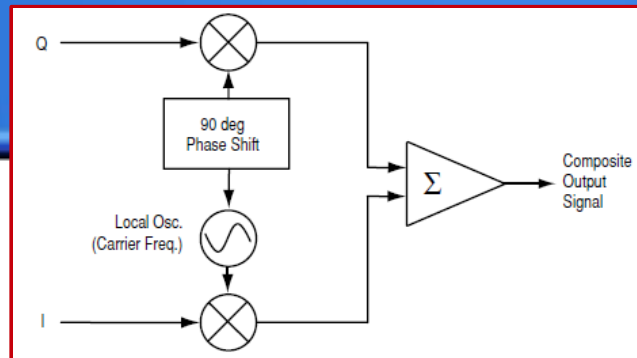 Q
90 deg
Phase Shift
Local Osc.
(Carrier Freq.)
Σ
Composite
Output
Signal
I